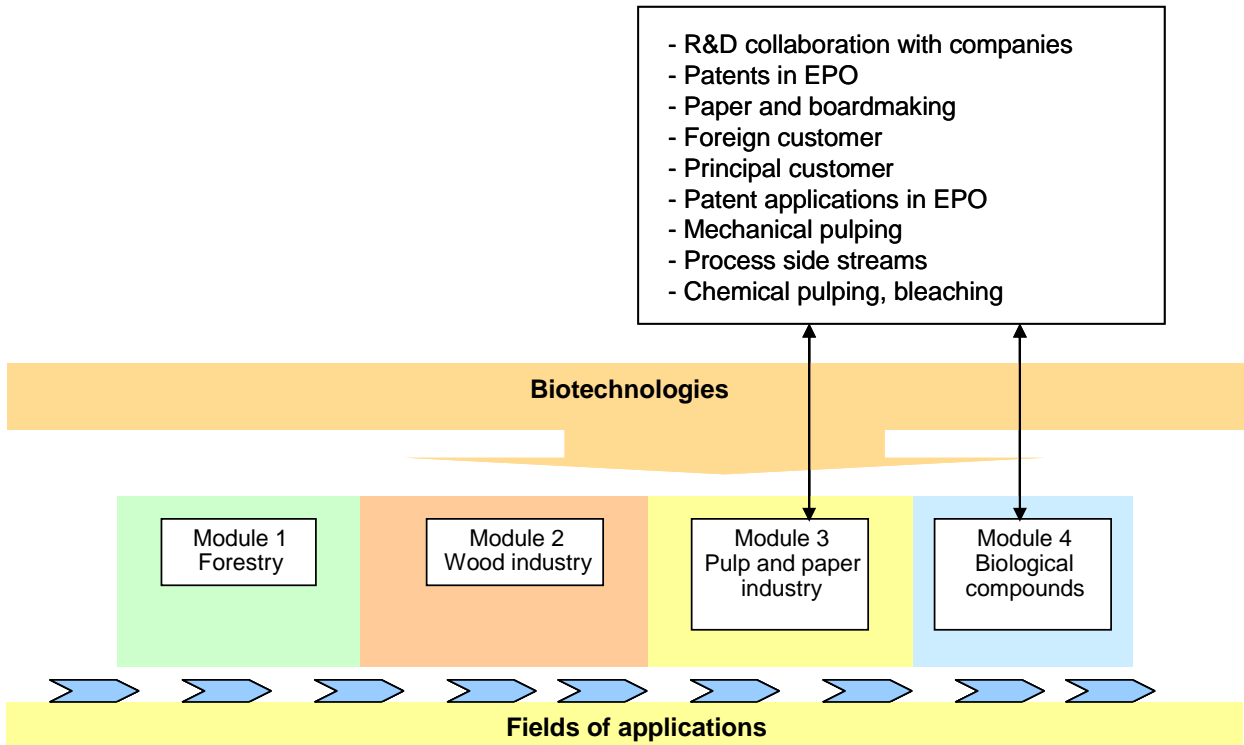 - R&D collaboration with companies
- Patents in EPO
- Paper and boardmaking
- Foreign customer
- Principal customer
- Patent applications in EPO
- Mechanical pulping
- Process side streams
- Chemical pulping, bleaching
Biotechnologies
Module 1
Forestry
Module 2
Wood industry
Module 3
Pulp and paper
industry
Module 4
Biological
compounds
Fields of applications